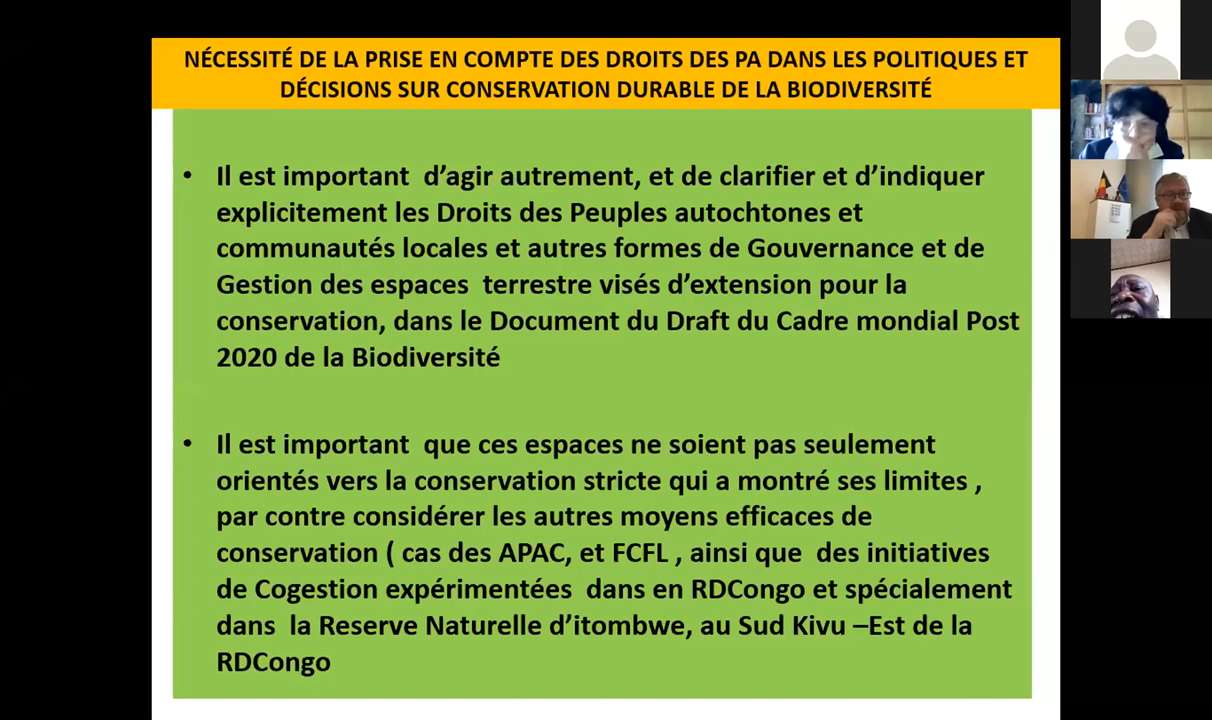 NÉCESSITÉ DE LA PRISE EN COMPTE DES DROITS DES PA DANS LES POLITIQUES ET
DÉCISIONS SUR CONSERVATION DURABLE DE LA BIODIVERSITÉ
• Il est important d’agir autrement, et de clarifier et d’indiquer
explicitement les Droits des Peuples autochtones et
communautés locales et autres formes de Gouvernance et de
Gestion des espaces terrestre visés d’extension pour la
conservation, dans le Document du Draft du Cadre mondial Post
2020 de la Biodiversité
• Il est important que ces espaces ne soient pas seulement
orientés vers la conservation stricte qui a montré ses limites ,
par contre considérer les autres moyens efficaces de
conservation ( cas des APAC, et FCFL , ainsi que des initiatives
de Cogestion expérimentées dans en RDCongo et spécialement
dans la Reserve Naturelle d’itombwe, au Sud Kivu –Est de la
RDCongo